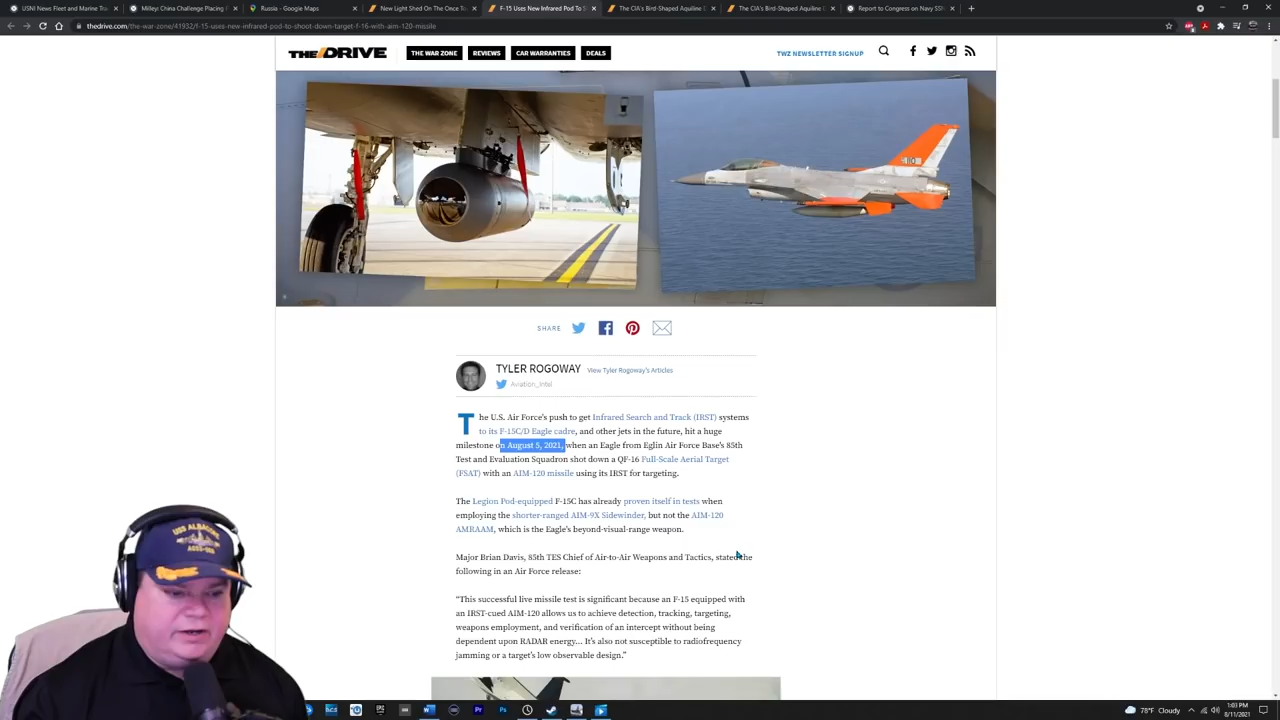 USNI News Fleet and Marine Tra
Milley: China Challenge Placing
Russia - Google Maps
New Light Shed On The Once To
F-15 Uses New Infrared Pod To S
The CIA's Bird-Shaped Aquiline D
The CIA's Bird-Shaped Aquiline D
Report to Congress on Navy SSN
thedrive.com/the-war-zone/41932/f-15-uses-new-infrared-pod-to-shoot-down-target-f-16-with-aim-120-missile
THE/DRIVE
THE WAR ZONE
REVIEWS
CAR WARRANTIES
DEALS
TWZ NEWSLETTER SIGNUP
SHARE
TYLER ROGOWAY View Tyler Rogoway's Articles
Aviation_Intel
The U.S. Air Force's push to get Infrared Search and Track (IRST) systems
to its F-15C/D Eagle cadre, and other jets in the future, hit a huge
milestone on August 5, 2021, when an Eagle from Eglin Air Force Base's 85th
Test and Evaluation Squadron shot down a QF-16 Full-Scale Aerial Target
(FSAT) with an AIM-120 missile using its IRST for targeting.
The Legion Pod-equipped F-15C has already proven itself in tests when
employing the shorter-ranged AIM-9X Sidewinder, but not the AIM-120
AMRAAM, which is the Eagle's beyond-visual-range weapon.
Major Brian Davis, 85th TES Chief of Air-to-Air Weapons and Tactics, stated the
following in an Air Force release:
“This successful live missile test is significant because an F-15 equipped with
an IRST-cued AIM-120 allows us to achieve detection, tracking, targeting,
weapons employment, and verification of an intercept without being
dependent upon RADAR energy... It's also not susceptible to radiofrequency
jamming or a target's low observable design.”
USS ALBACORE
78°F Cloudy
1:03 PM
8/11/2021